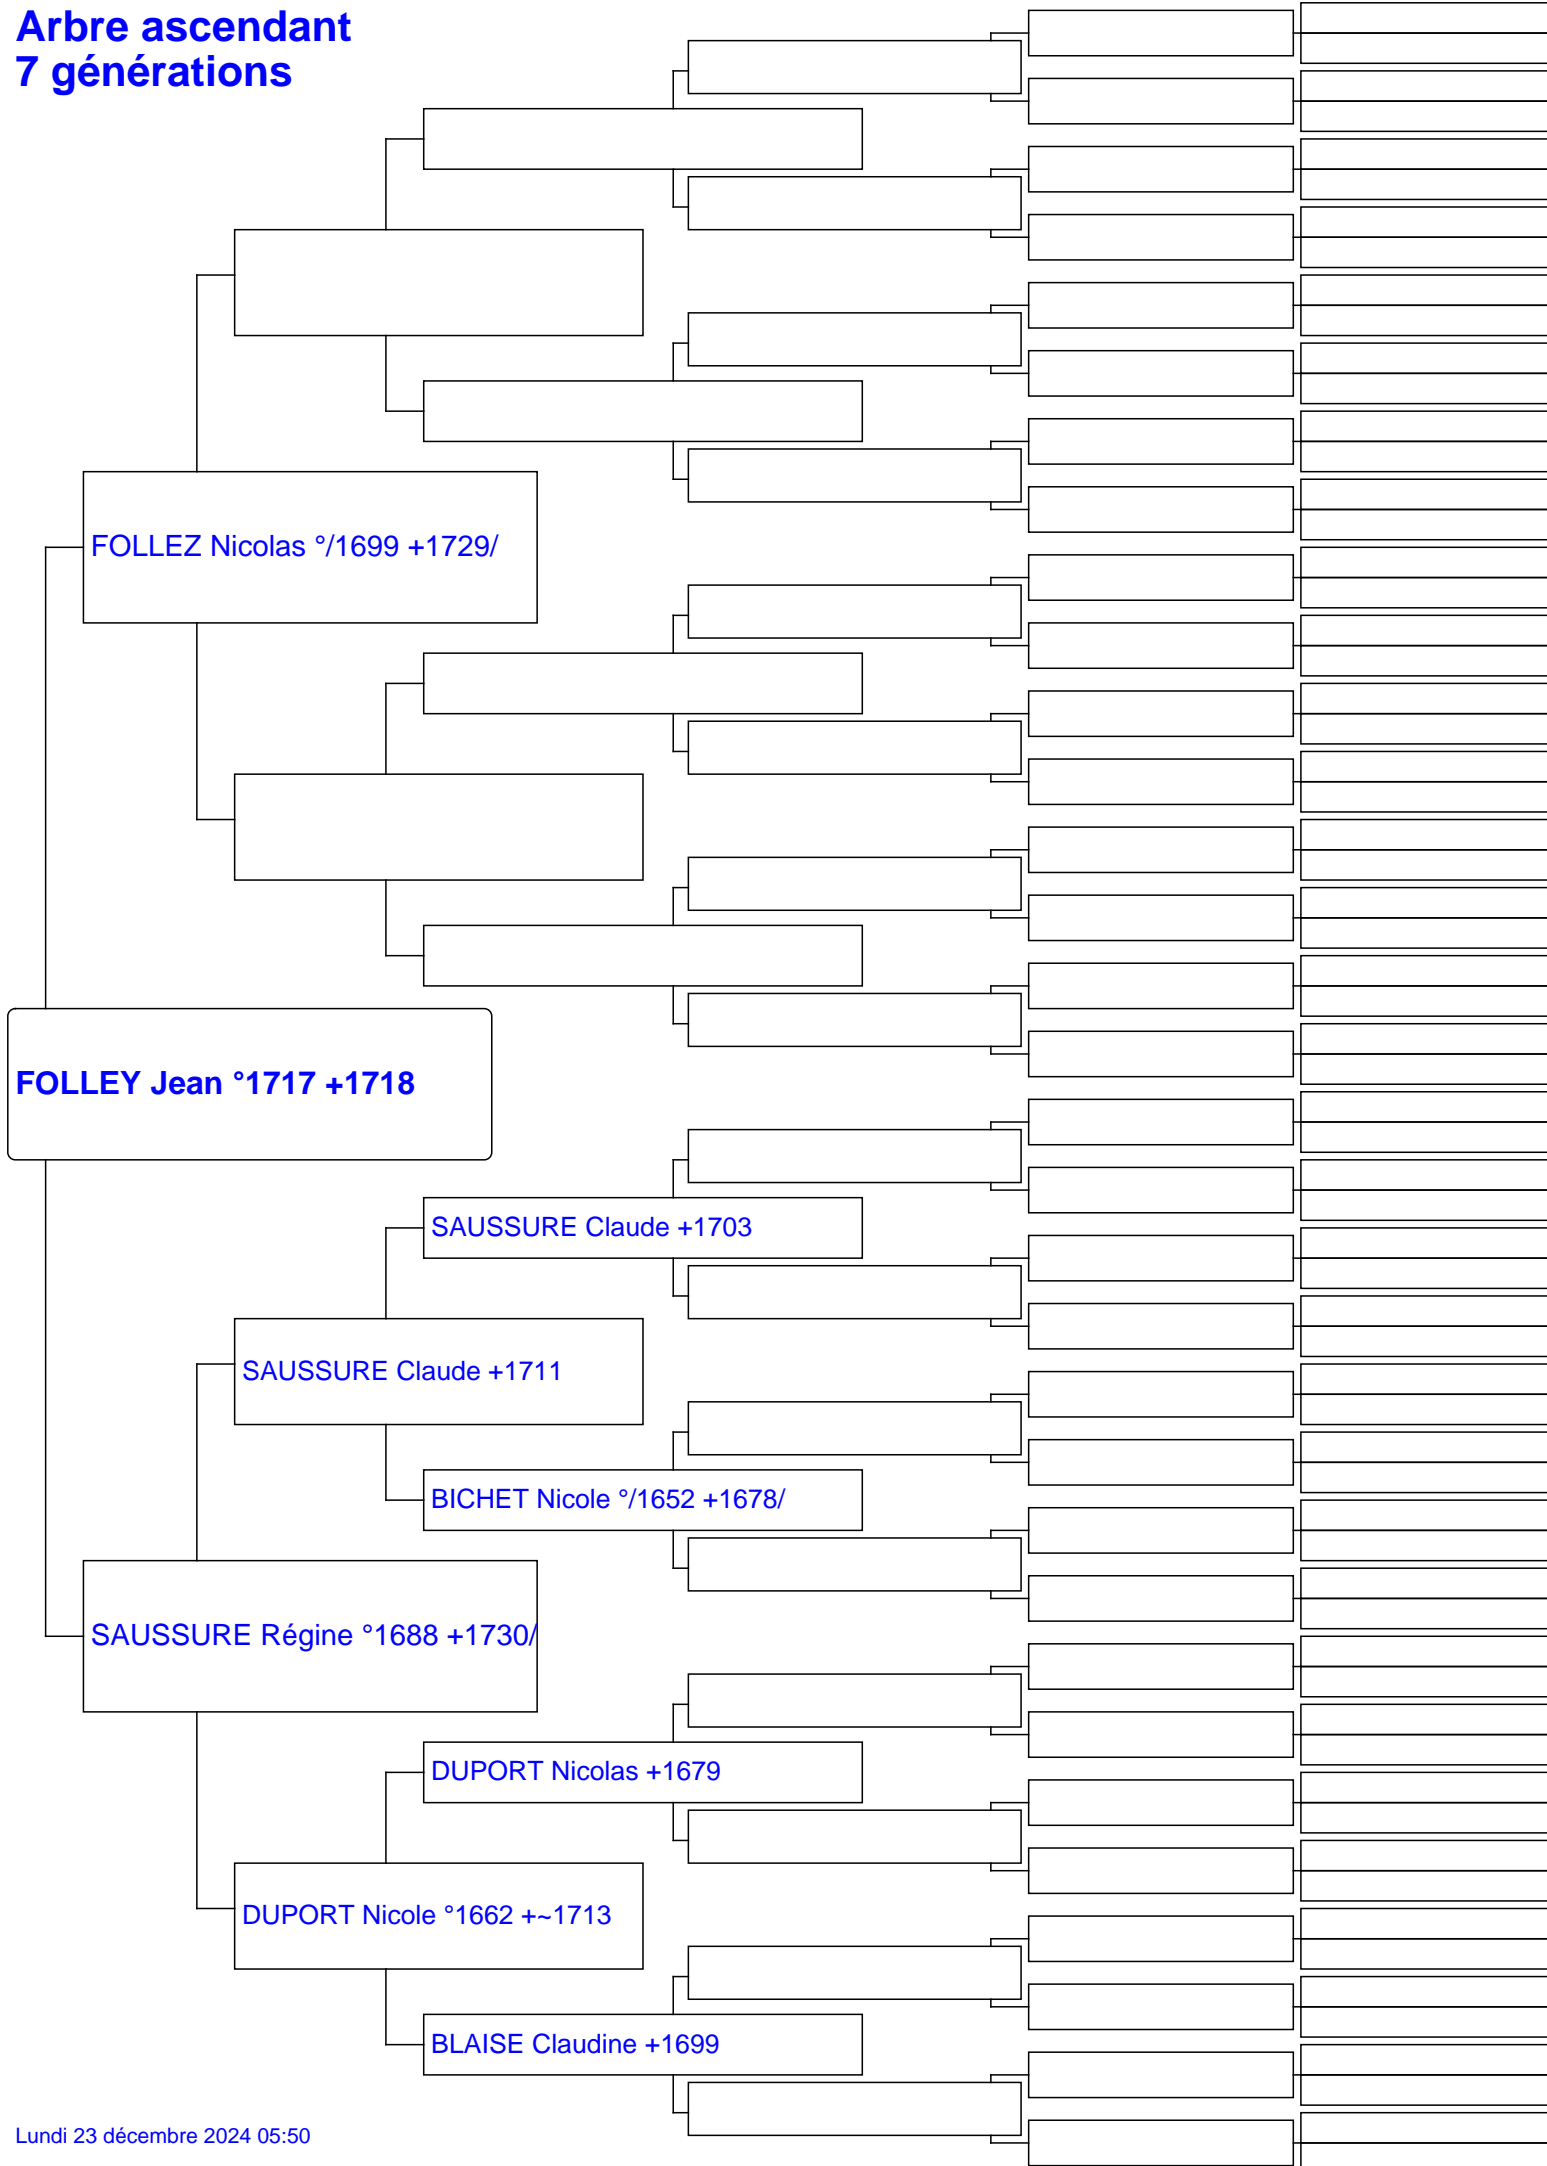 Arbre ascendant
7 générations
FOLLEZ Nicolas °/1699 +1729/
FOLLEY Jean °1717 +1718
SAUSSURE Claude +1703
SAUSSURE Claude +1711
BICHET Nicole °/1652 +1678/
SAUSSURE Régine °1688 +1730/
DUPORT Nicolas +1679
DUPORT Nicole °1662 +~1713
BLAISE Claudine +1699
Lundi 23 décembre 2024 05:50